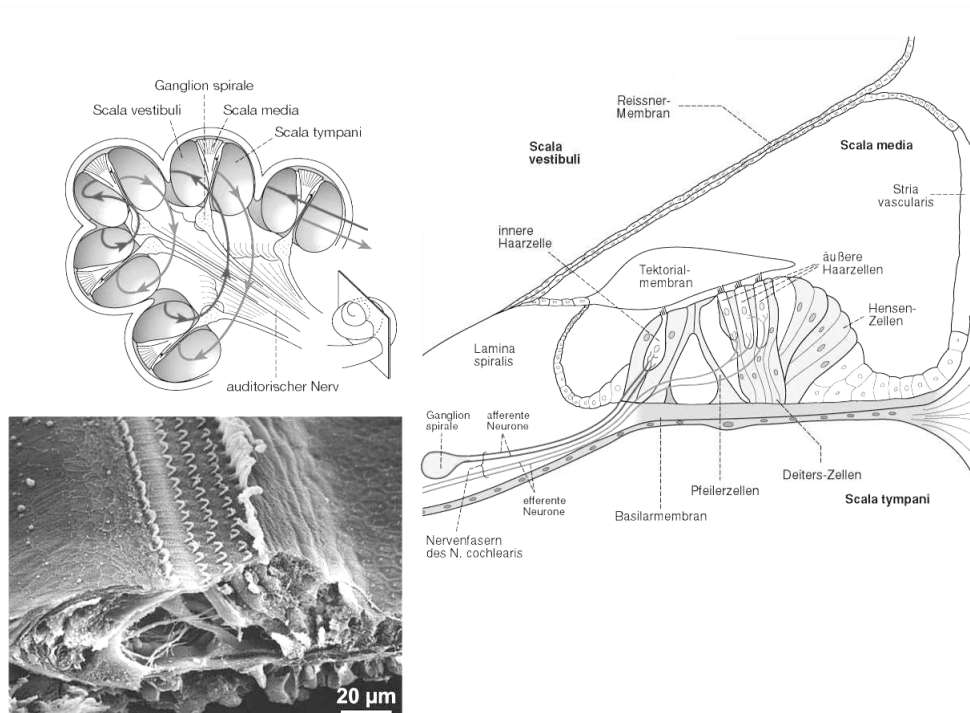 Ganglion spirale
Scala vestibuli
Scala media
Scala tympani
auditorischer Nerv
20 µm
Reissner-
Membran
Scala
vestibuli
Scala media
Stria
vascularis
innere
Haarzelle
Tektorial-
membran
äußere
Haarzellen
Hensen-
Zellen
Lamina
spiralis
Ganglion
spirale
afferente
Neurone
efferente
Neurone
Nervenfasern
des N. cochlearis
Basilarmembran
Pfeilerzellen
Deiters-Zellen
Scala tympani